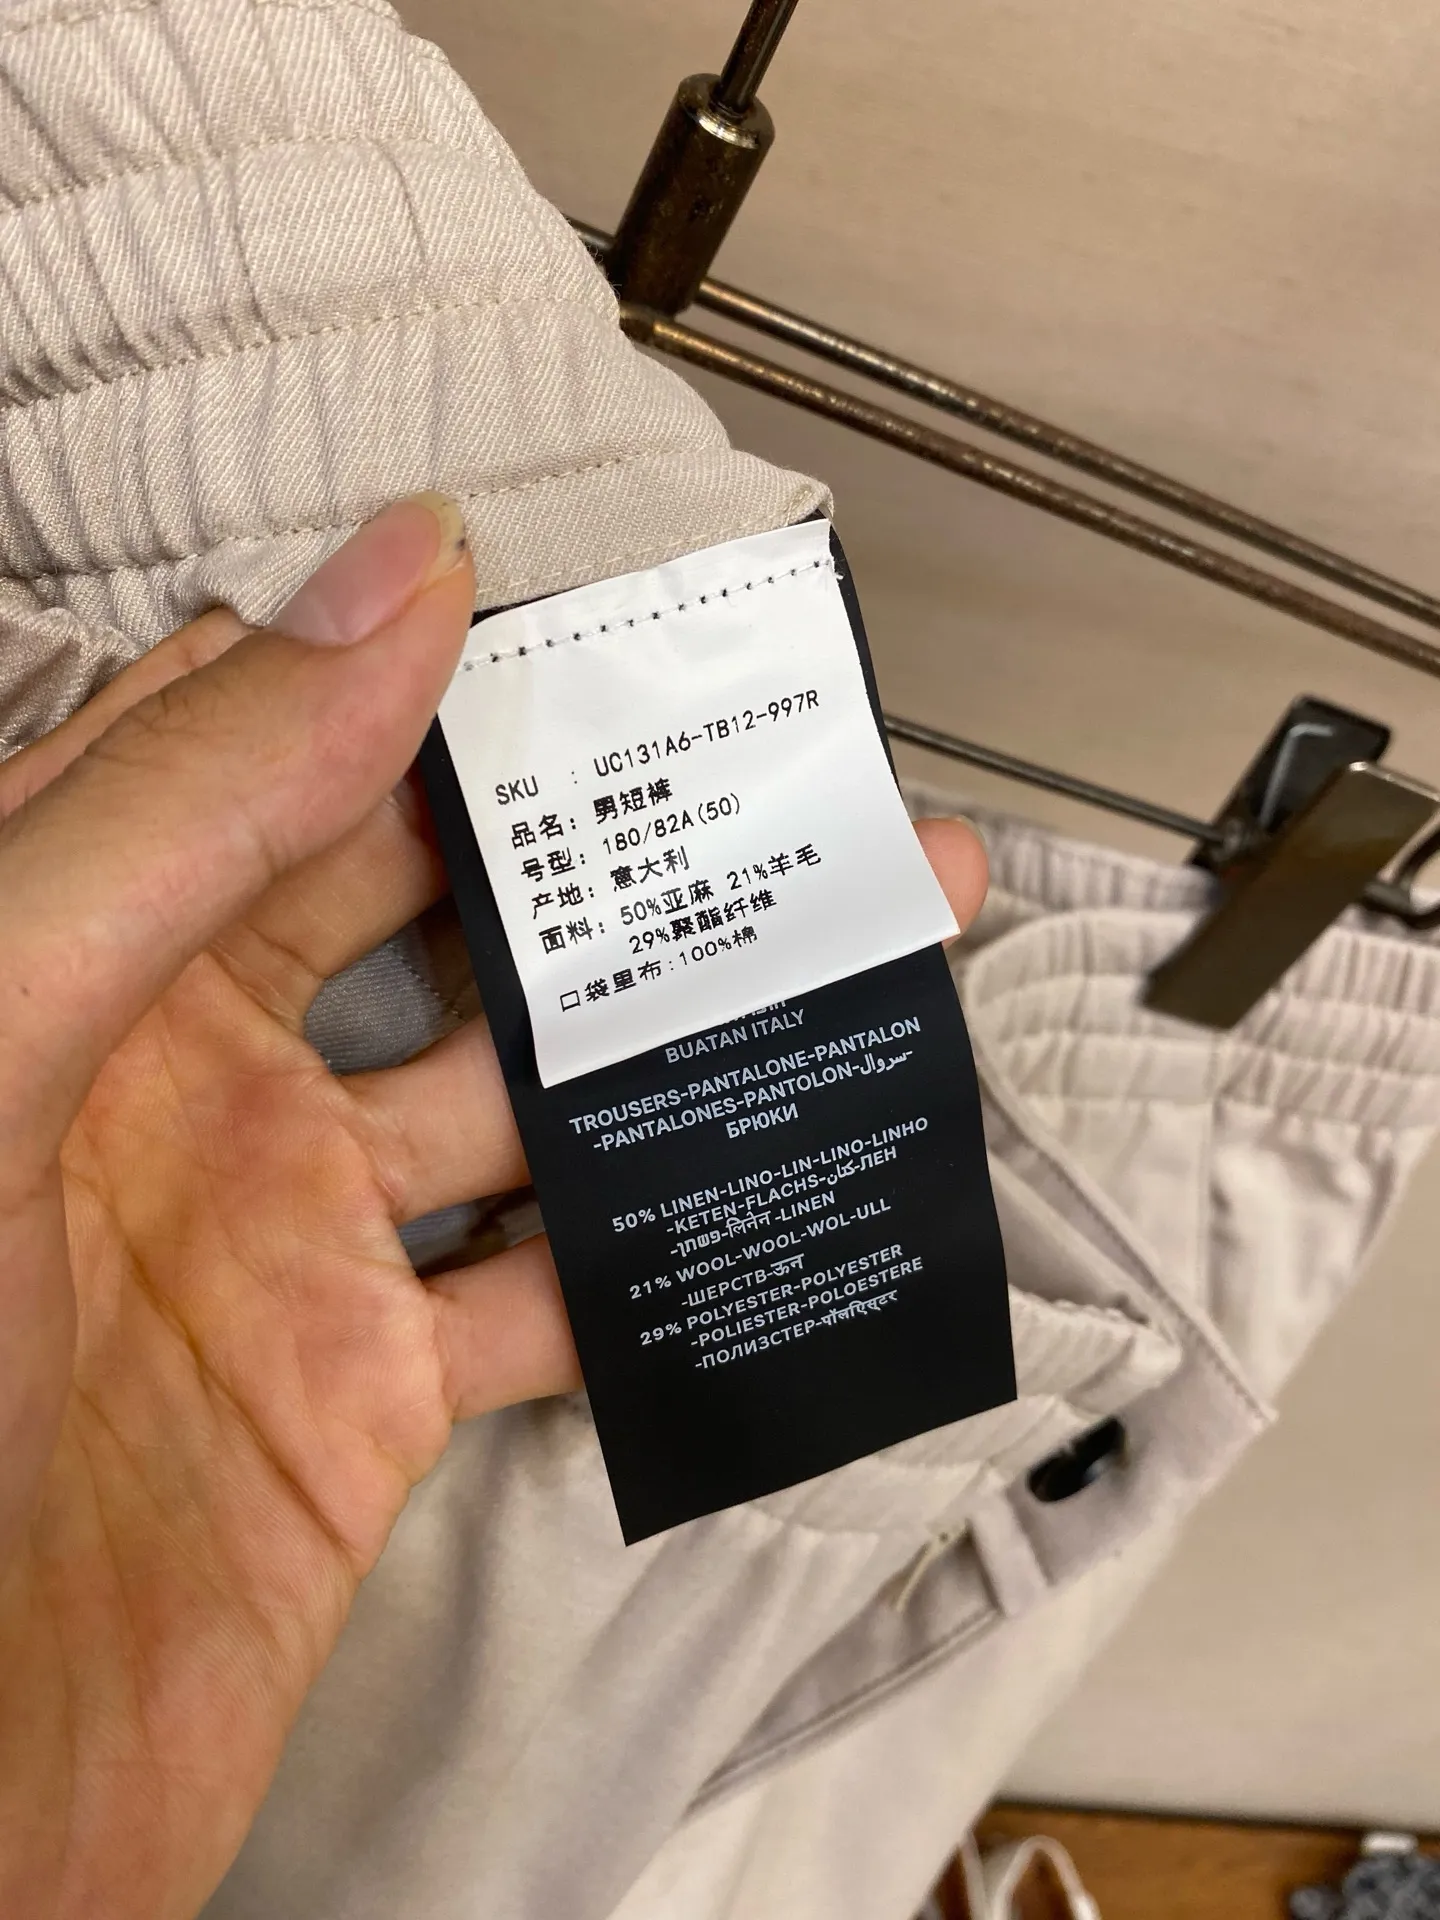 SKU : UC131A6-TB12-997R
品名: 男短裤
号型: 180/82A(50)
产地: 意大利
面料: 50%亚麻 21%羊毛
29%聚酯纤维
口袋里布:100%棉
BUATAN ITALY
TROUSERS-PANTALONE-PANTALON
-PANTALONES-PANTOLON-سروال-
БРЮКИ
50% LINEN-LINO-LIN-LINO-LINHO
-KETEN-FLACHS-كتان-ЛЕН
-פשתן-लिनेन-LINEN
21% WOOL-WOOL-WOL-ULL
-ШЕРСТВ-ऊन
29% POLYESTER-POLYESTER
-POLIESTER-POLOESTERE
-ПОЛИЗСТЕР-पॉलिएस्टर